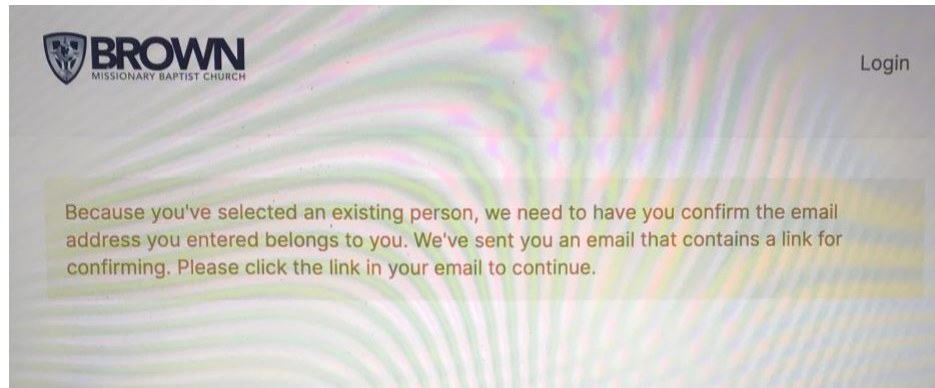 BROWN
MISSIONARY BAPTIST CHURCH
Login
Because you've selected an existing person, we need to have you confirm the email
address you entered belongs to you. We've sent you an email that contains a link for
confirming. Please click the link in your email to continue.